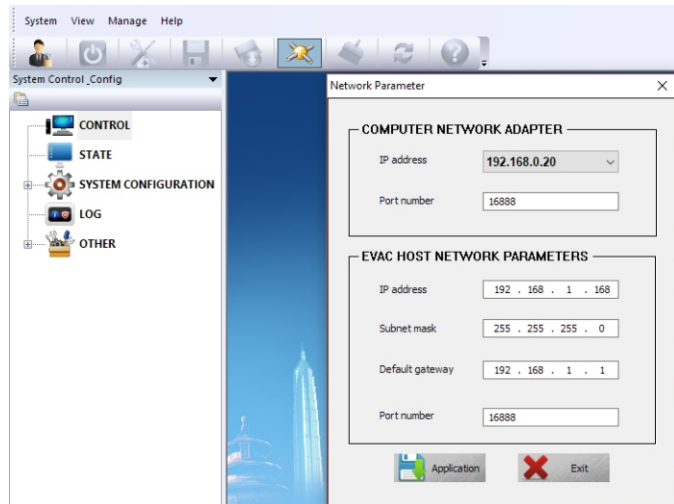 System View Manage Help
System Control _Config
CONTROL
STATE
SYSTEM CONFIGURATION
LOG
OTHER
Network Parameter
COMPUTER NETWORK ADAPTER
IP address 192.168.0.20
Port number 16888
EVAC HOST NETWORK PARAMETERS
IP address 192 . 168 . 1 . 168
Subnet mask 255 . 255 . 255 . 0
Default gateway 192 . 168 . 1 . 1
Port number 16888
Application Exit